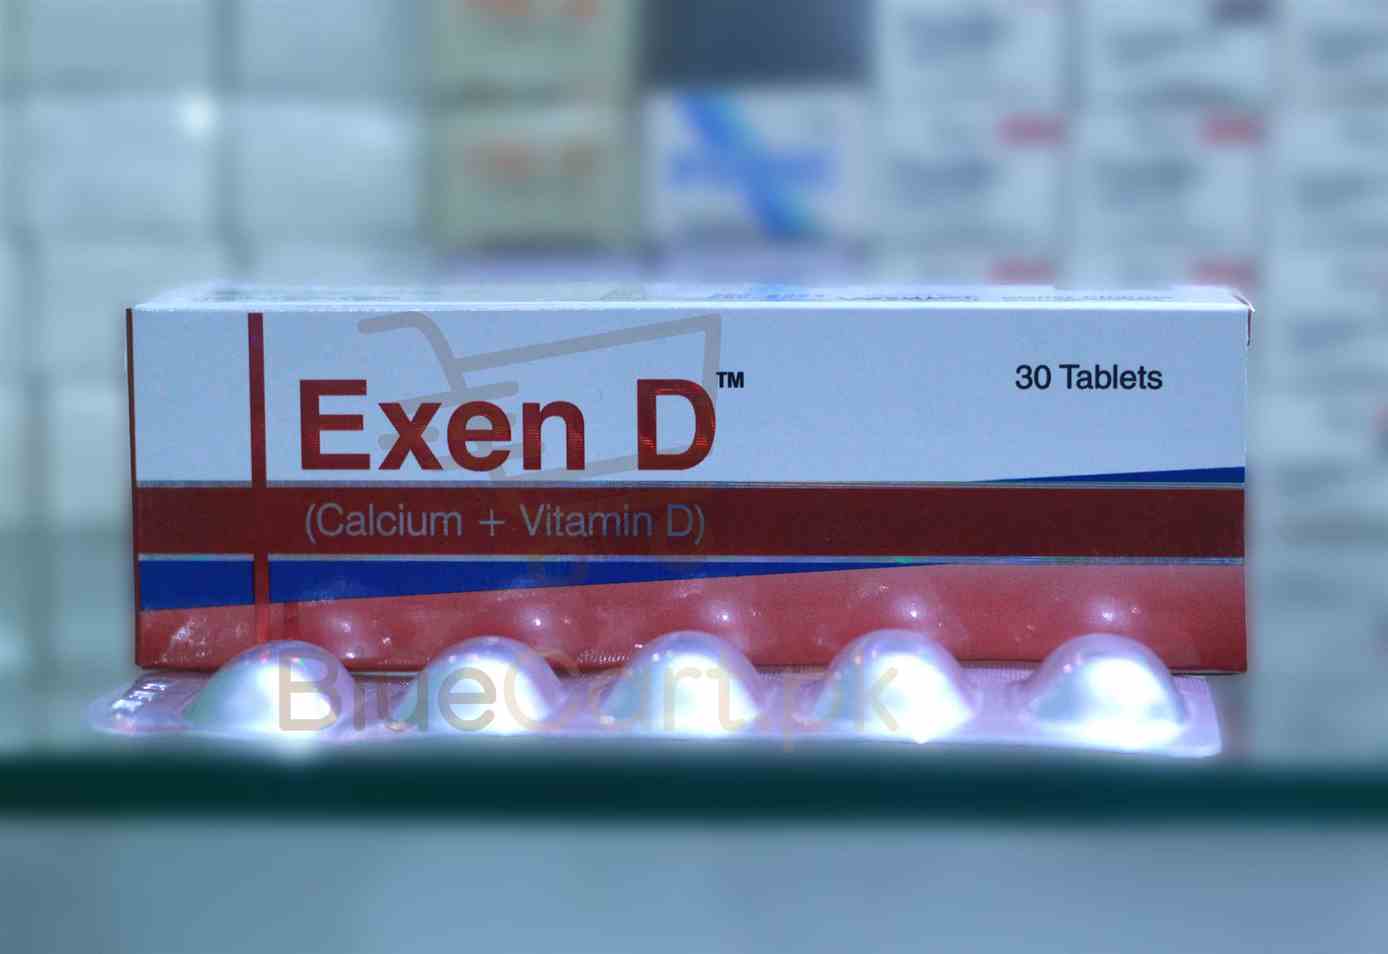 Exen D™
30 Tablets
(Calcium + Vitamin D)
BlueCart.pk